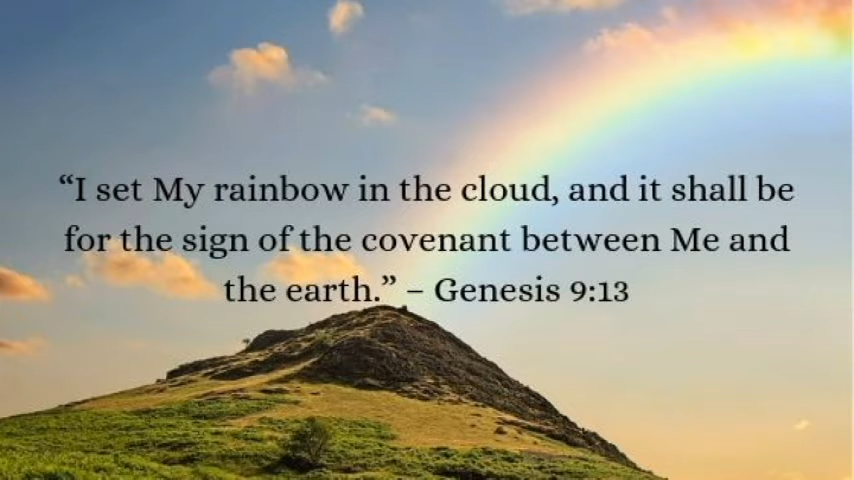 “I set My rainbow in the cloud, and it shall be
for the sign of the covenant between Me and
the earth.” – Genesis 9:13